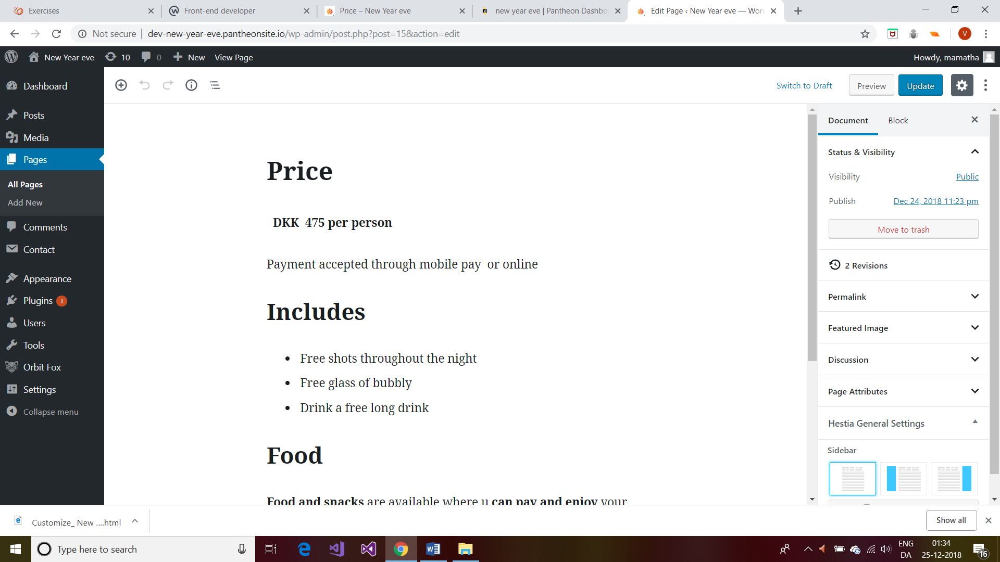 Exercises
Front-end developer
Price – New Year eve
new year eve | Pantheon Dashbo
Edit Page ‹ New Year eve — Word
Not secure | dev-new-year-eve.pantheonsite.io/wp-admin/post.php?post=15&action=edit
V
New Year eve 10 0 New View Page
Howdy, mamatha
Dashboard
Posts
Media
Pages
All Pages
Add New
Comments
Contact
Appearance
Plugins 1
Users
Tools
Orbit Fox
Settings
Collapse menu
Switch to Draft
Preview
Update
Price
DKK 475 per person
Payment accepted through mobile pay or online
Includes
• Free shots throughout the night
• Free glass of bubbly
• Drink a free long drink
Food
Food and snacks are available where u can pay and enjoy your
Document
Block
Status & Visibility
Visibility Public
Publish Dec 24, 2018 11:23 pm
Move to trash
2 Revisions
Permalink
Featured Image
Discussion
Page Attributes
Hestia General Settings
Sidebar
Customize_ New ....html
Show all
Type here to search
ENG
DA
01:34
25-12-2018
16